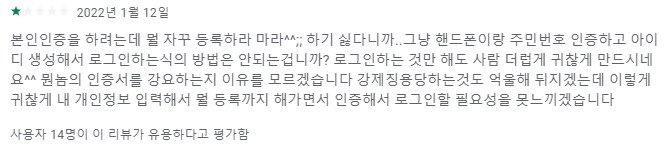 2022년 1월 12일
본인인증을 하려는데 뭘 자꾸 등록하라 마라^^;; 하기 싫다니까..그냥 핸드폰이랑 주민번호 인증하고 아이
디 생성해서 로그인하는식의 방법은 안되는겁니까? 로그인하는 것만 해도 사람 더럽게 귀찮게 만드시네
요^^ 뭔놈의 인증서를 강요하는지 이유를 모르겠습니다 강제징용당하는것도 억울해 뒤지겠는데 이렇게
귀찮게 내 개인정보 입력해서 뭘 등록까지 해가면서 인증해서 로그인할 필요성을 못느끼겠습니다
사용자 14명이 이 리뷰가 유용하다고 평가함